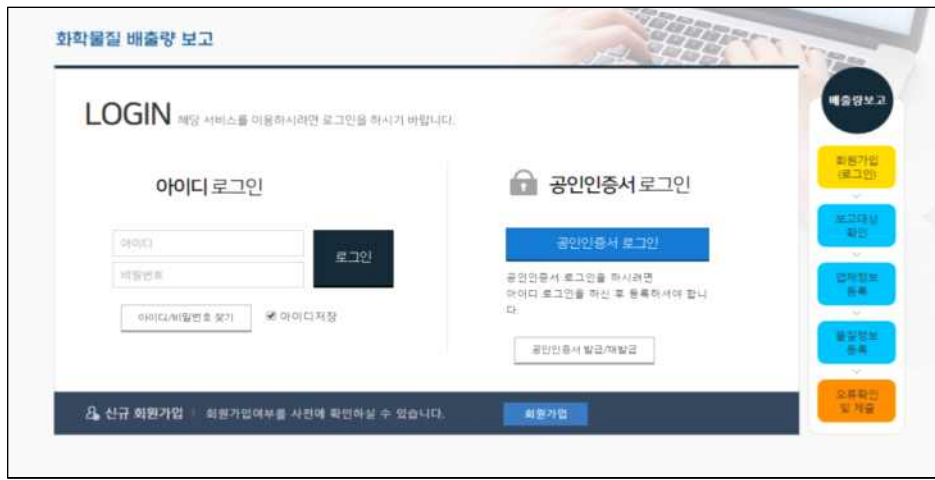 화학물질 배출량 보고
LOGIN 해당 서비스를 이용하시려면 로그인을 하시기 바랍니다.
아이디 로그인
아이디
비밀번호
로그인
아이디/비밀번호 찾기
아이디저장
공인인증서 로그인
공인인증서 로그인
공인인증서 로그인을 하시려면
아이디 로그인을 하신 후 등록하셔야 합니
다.
공인인증서 발급/재발급
신규 회원가입
회원가입여부를 사전에 확인하실 수 있습니다.
회원가입
배출량보고
회원가입
(로그인)
보고대상
확인
업체정보
등록
물질정보
등록
오류확인
및 제출